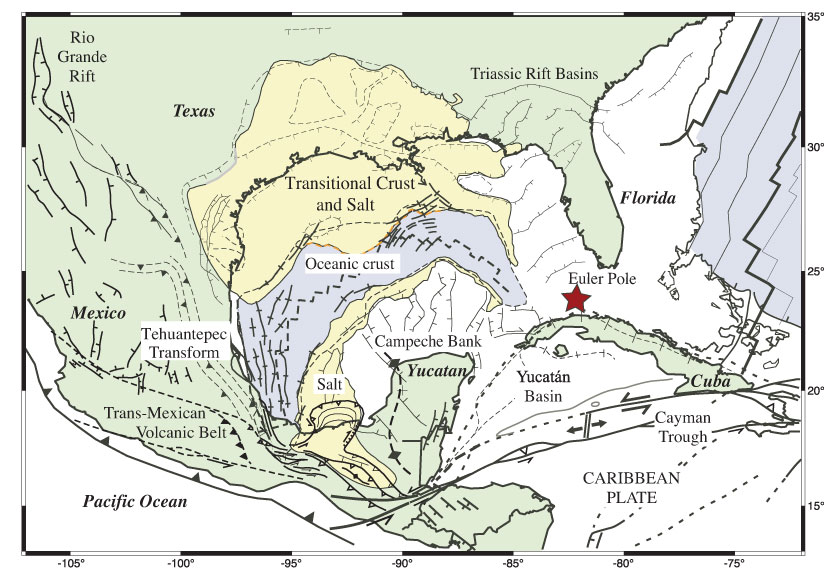 Rio
Grande
Rift
Texas
Triassic Rift Basins
Transitional Crust
and Salt
Florida
Oceanic crust
Euler Pole
Mexico
Tehuantepec
Transform
Campeche Bank
Yucatan
Salt
Yucatán
Basin
Cuba
Trans-Mexican
Volcanic Belt
Cayman
Trough
Pacific Ocean
CARIBBEAN
PLATE
35°
30°
25°
20°
15°
-105°
-100°
-95°
-90°
-85°
-80°
-75°